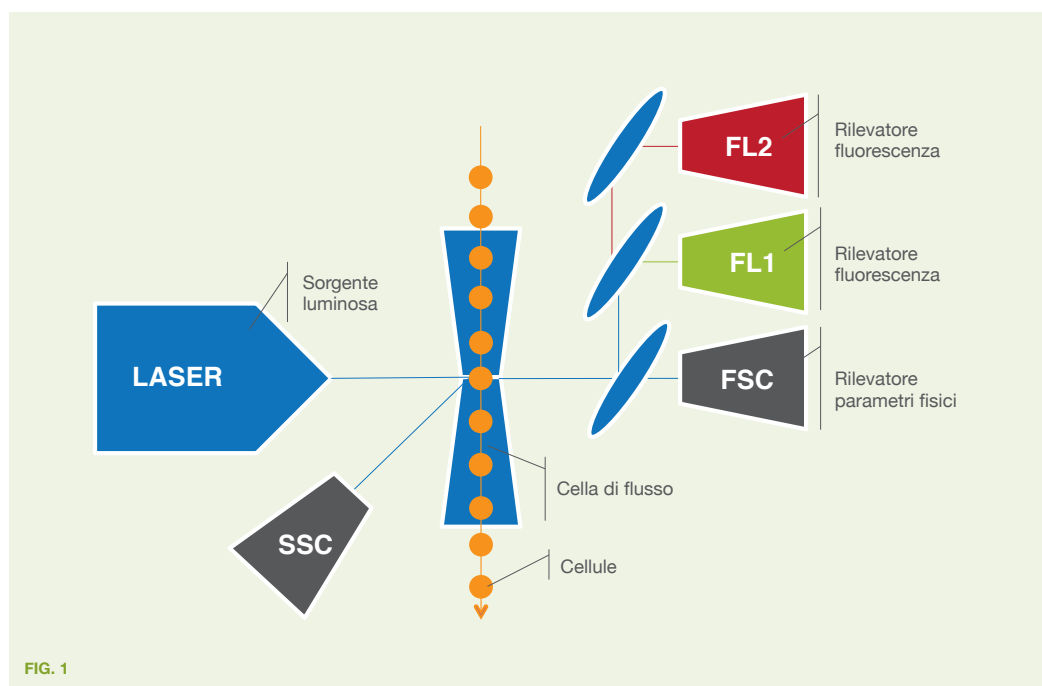 FL2
Rilevatore
fluorescenza
FL1
Rilevatore
fluorescenza
Sorgente
luminosa
LASER
FSC
Rilevatore
parametri fisici
Cella di flusso
SSC
Cellule
FIG. 1